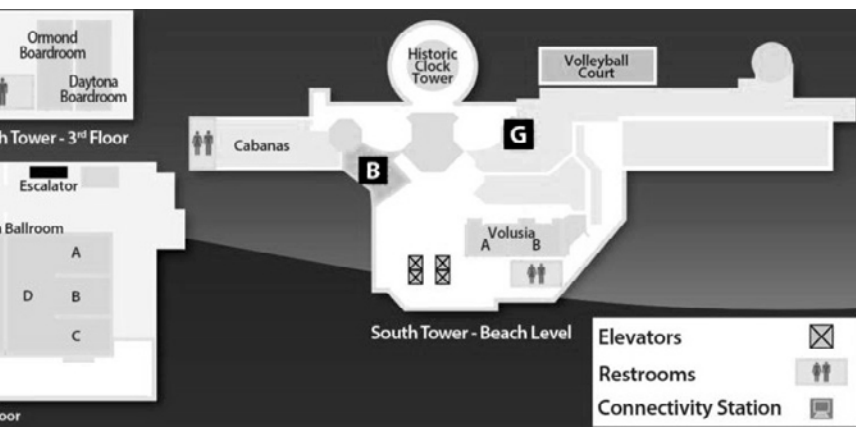 Ormond
Boardroom
Daytona
Boardroom
Tower - 3rd Floor
Escalator
Ballroom
A
D
B
C
Historic
Clock
Tower
Volleyball
Court
Cabanas
G
B
Volusia
A B
South Tower - Beach Level
Elevators
Restrooms
Connectivity Station